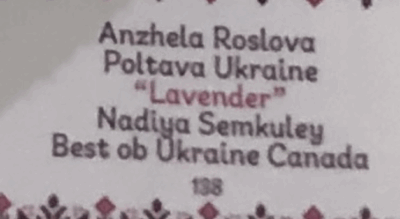 Anzhela Roslova
Poltava Ukraine
“Lavender”
Nadiya Semkuley
Best ob Ukraine Canada
138